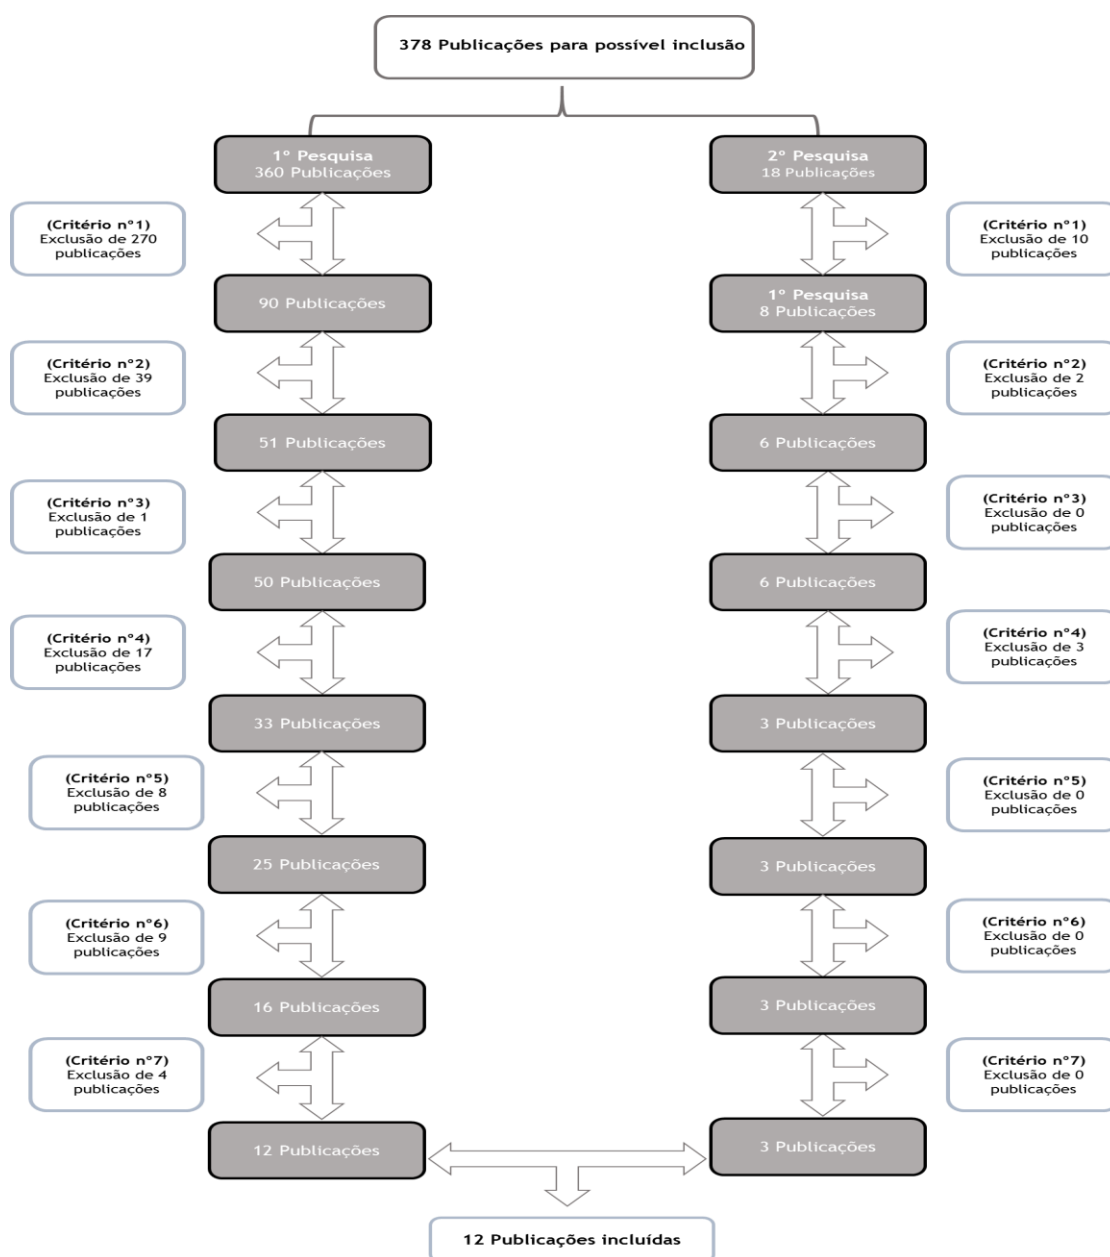 378 Publicações para possível inclusão
1º Pesquisa
360 Publicações
2º Pesquisa
18 Publicações
(Critério nº1)
Exclusão de 270
publicações
(Critério nº1)
Exclusão de 10
publicações
90 Publicações
1º Pesquisa
8 Publicações
(Critério nº2)
Exclusão de 39
publicações
(Critério nº2)
Exclusão de 2
publicações
51 Publicações
6 Publicações
(Critério nº3)
Exclusão de 1
publicações
(Critério nº3)
Exclusão de 0
publicações
50 Publicações
6 Publicações
(Critério nº4)
Exclusão de 17
publicações
(Critério nº4)
Exclusão de 3
publicações
33 Publicações
3 Publicações
(Critério nº5)
Exclusão de 8
publicações
(Critério nº5)
Exclusão de 0
publicações
25 Publicações
3 Publicações
(Critério nº6)
Exclusão de 9
publicações
(Critério nº6)
Exclusão de 0
publicações
16 Publicações
3 Publicações
(Critério nº7)
Exclusão de 4
publicações
(Critério nº7)
Exclusão de 0
publicações
12 Publicações
3 Publicações
12 Publicações incluídas